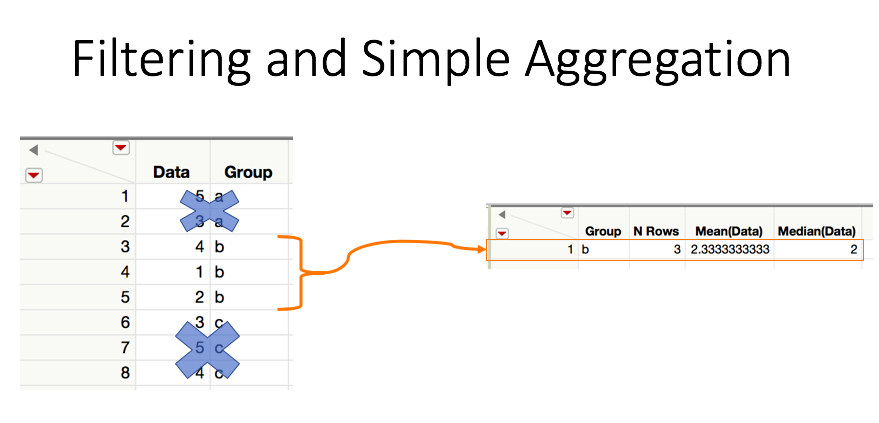 Filtering and Simple Aggregation
Data Group
1 5 a
2 3 a
3 4 b
4 1 b
5 2 b
6 3 c
7 5 c
8 4 c
Group N Rows Mean(Data) Median(Data)
1 b 3 2.3333333333 2